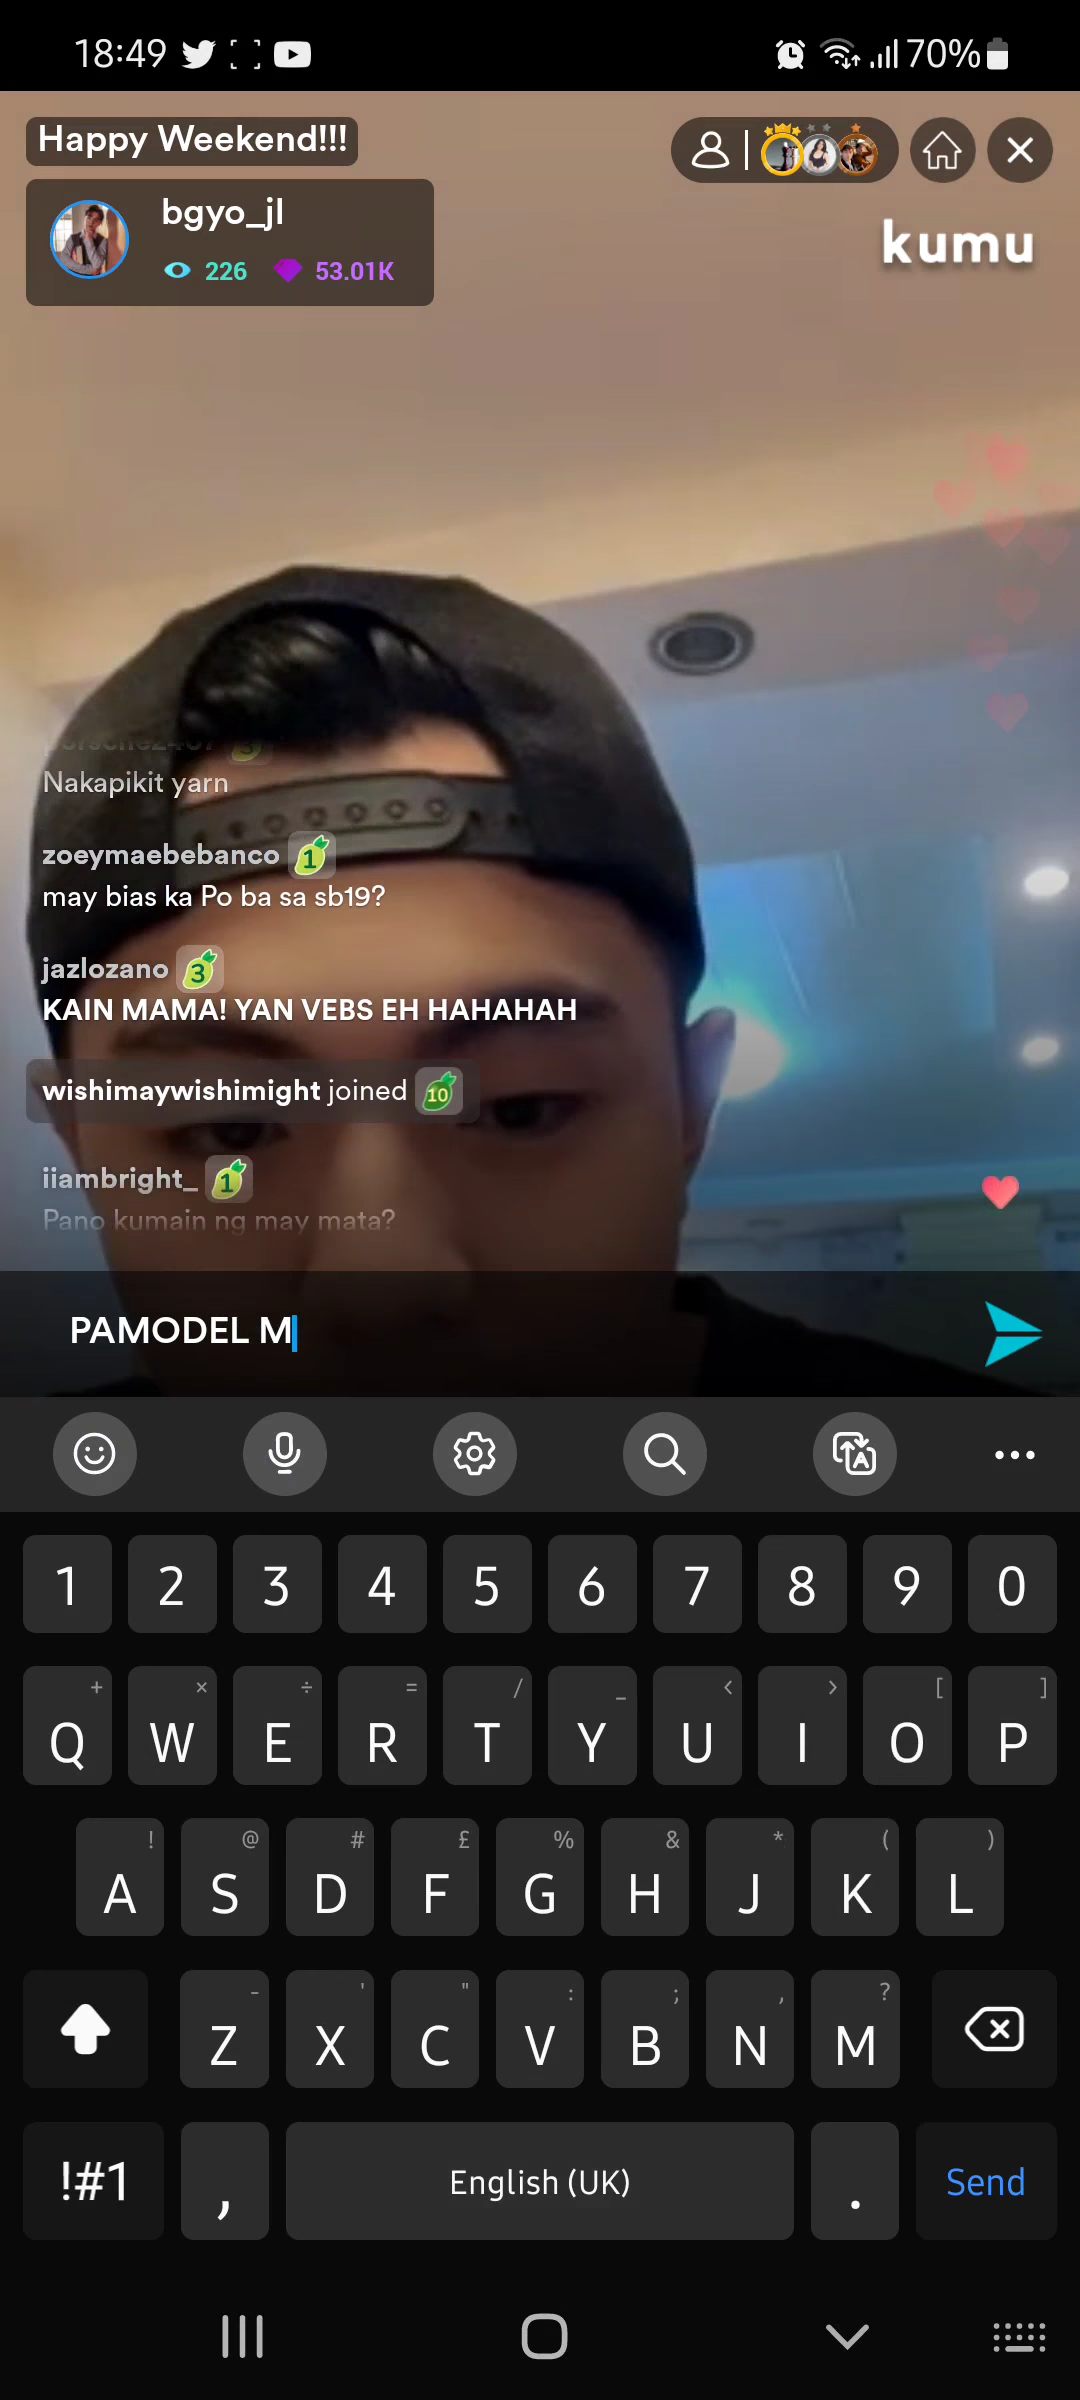 18:49
70%
Happy Weekend!!!
bgyo_jl
226 53.01K
kumu
Nakapikit yarn
zoeymaebebanco 1
may bias ka Po ba sa sb19?
jazlozano 3
KAIN MAMA! YAN VEBS EH HAHAHAH
wishimaywishimight joined 10
iiambright_ 1
Pano kumain ng may mata?
PAMODEL M
1 2 3 4 5 6 7 8 9 0
+ × ÷ = / _ < > [ ]
Q W E R T Y U I O P
! @ # £ % & * ( )
A S D F G H J K L
- ' " : ; , ?
Z X C V B N M
!#1 , English (UK) . Send